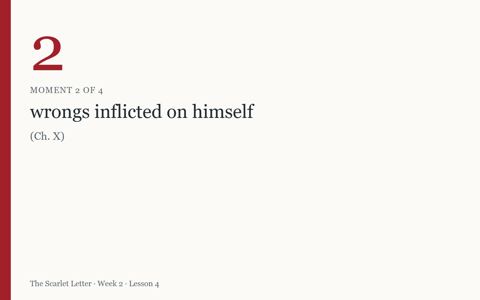 2
MOMENT 2 OF 4
wrongs inflicted on himself
(Ch. X)
The Scarlet Letter · Week 2 · Lesson 4